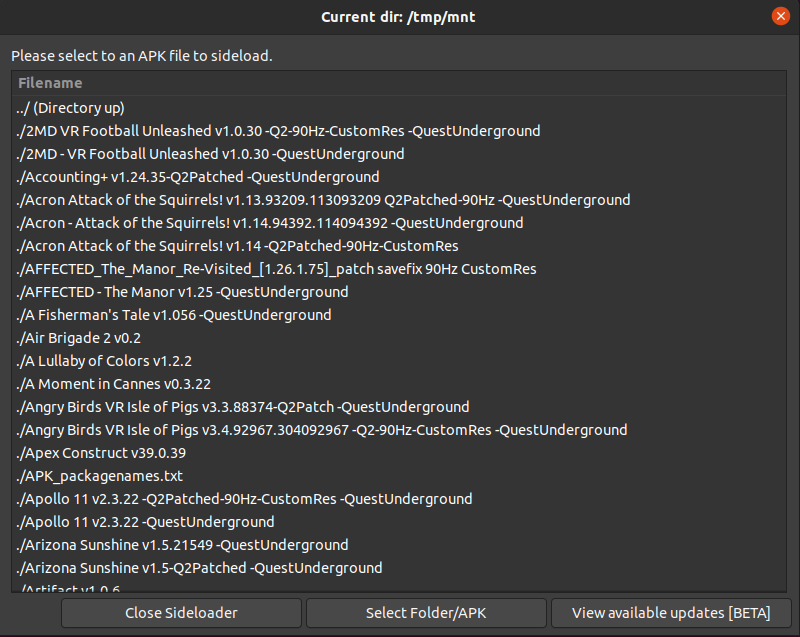 Current dir: /tmp/mnt
Please select to an APK file to sideload.
Filename
../ (Directory up)
./2MD VR Football Unleashed v1.0.30 -Q2-90Hz-CustomRes -QuestUnderground
./2MD - VR Football Unleashed v1.0.30 -QuestUnderground
./Accounting+ v1.24.35-Q2Patched -QuestUnderground
./Acron Attack of the Squirrels! v1.13.93209.113093209 Q2Patched-90Hz -QuestUnderground
./Acron - Attack of the Squirrels! v1.14.94392.114094392 -QuestUnderground
./Acron Attack of the Squirrels! v1.14 -Q2Patched-90Hz-CustomRes
./AFFECTED_The_Manor_Re-Visited_[1.26.1.75]_patch savefix 90Hz CustomRes
./AFFECTED - The Manor v1.25 -QuestUnderground
./A Fisherman's Tale v1.056 -QuestUnderground
./Air Brigade 2 v0.2
./A Lullaby of Colors v1.2.2
./A Moment in Cannes v0.3.22
./Angry Birds VR Isle of Pigs v3.3.88374-Q2Patch -QuestUnderground
./Angry Birds VR Isle of Pigs v3.4.92967.304092967 -Q2-90Hz-CustomRes -QuestUnderground
./Apex Construct v39.0.39
./APK_packagenames.txt
./Apollo 11 v2.3.22 -Q2Patched-90Hz-CustomRes -QuestUnderground
./Apollo 11 v2.3.22 -QuestUnderground
./Arizona Sunshine v1.5.21549 -QuestUnderground
./Arizona Sunshine v1.5-Q2Patched -QuestUnderground
./Artifact v1.0.6
Close Sideloader
Select Folder/APK
View available updates [BETA]